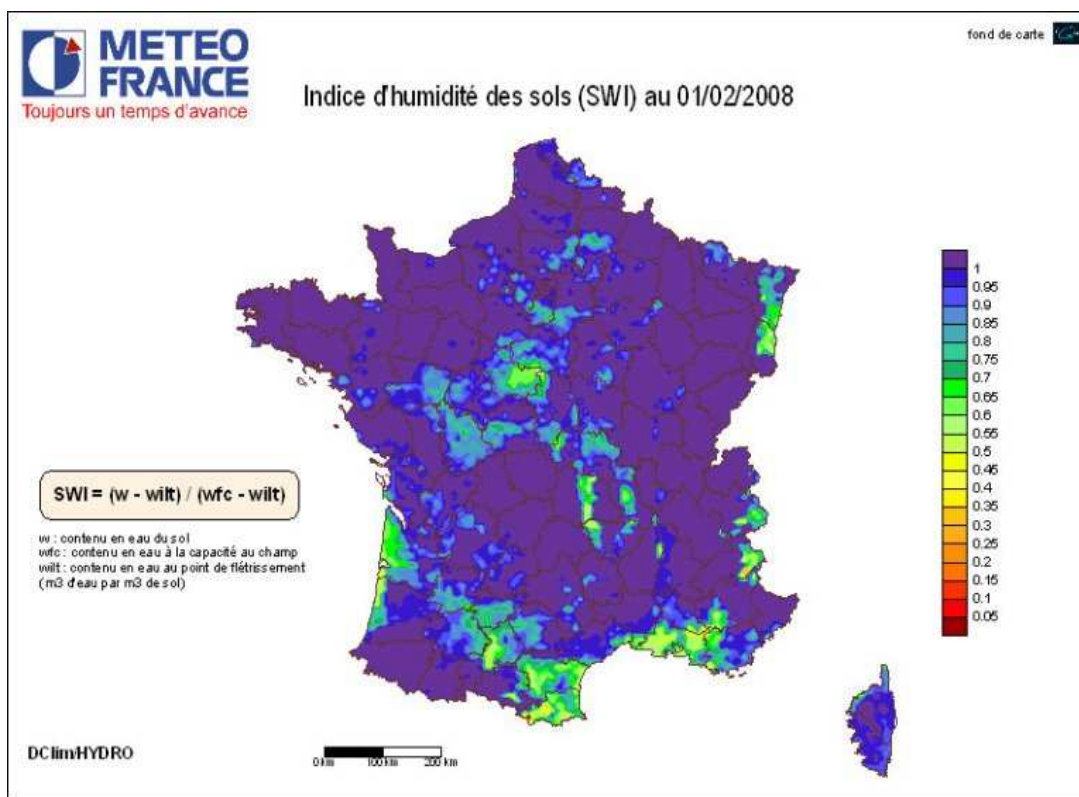 METEO
FRANCE
Toujours un temps d'avance
fond de carte
Indice d'humidité des sols (SWI) au 01/02/2008
1
0.95
0.9
0.85
0.8
0.75
0.7
0.65
0.6
0.55
0.5
0.45
0.4
0.35
0.3
0.25
0.2
0.15
0.1
0.05
SWI = (w - wilt) / (wfc - wilt)
w : contenu en eau du sol
wfc : contenu en eau à la capacité au champ
wilt : contenu en eau au point de flétrissement
(m3 d'eau par m3 de sol)
DClim/HYDRO
0 km 100 km 200 km